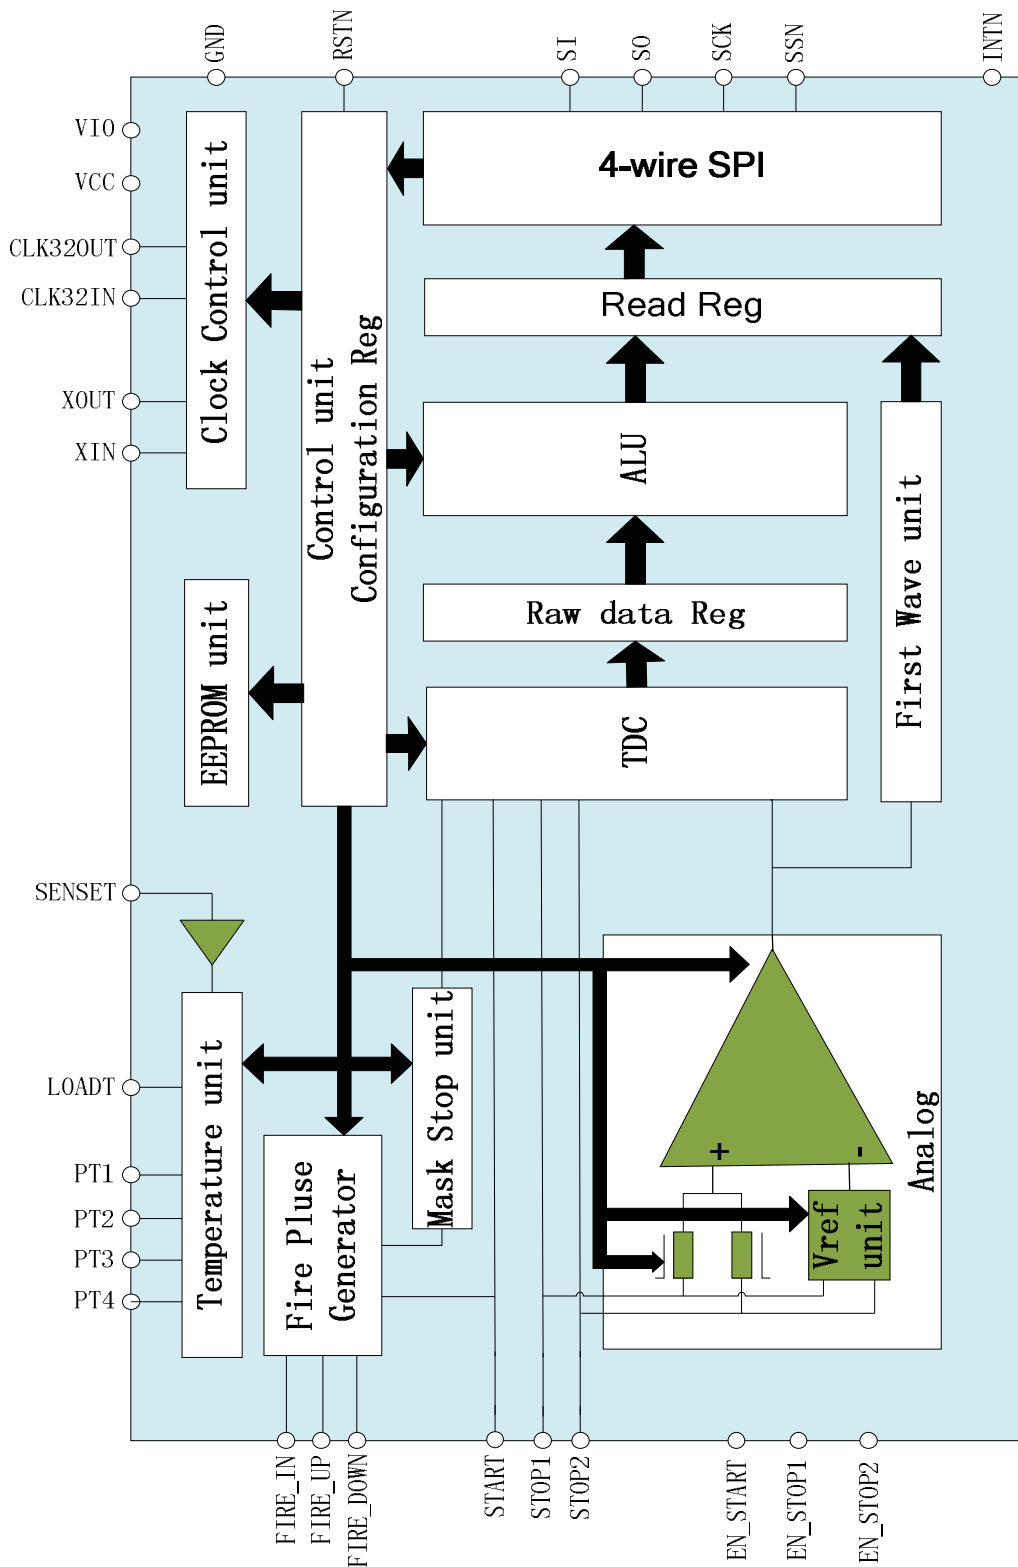 GND
RSTN
SI
SO
SCK
SSN
INTN
VIO
VCC
CLK32OUT
CLK32IN
XOUT
XIN
Clock Control unit
Control unit
Configuration Reg
4-wire SPI
Read Reg
ALU
Raw data Reg
TDC
First Wave unit
EEPROM unit
SENSET
LOADT
PT1
PT2
PT3
PT4
Temperature unit
Mask Stop unit
Fire Pluse
Generator
+
-
Vref
unit
Analog
FIRE_IN
FIRE_UP
FIRE_DOWN
START
STOP1
STOP2
EN_START
EN_STOP1
EN_STOP2